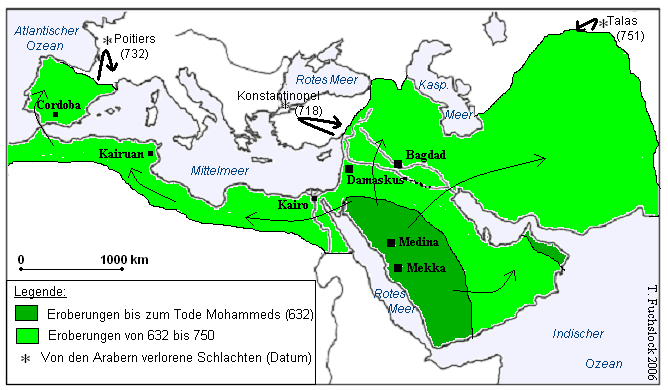 Atlantischer
Ozean
Poitiers
(732)
Talas
(751)
Rotes Meer
Kasp.
Meer
Konstantinopel
(718)
Cordoba
Kairuan
Mittelmeer
Bagdad
Damaskus
Kairo
Medina
Mekka
Rotes
Meer
0 1000 km
Indischer
Ozean
Legende:
Eroberungen bis zum Tode Mohammeds (632)
Eroberungen von 632 bis 750
* Von den Arabern verlorene Schlachten (Datum)
T. Fuchslock 2006